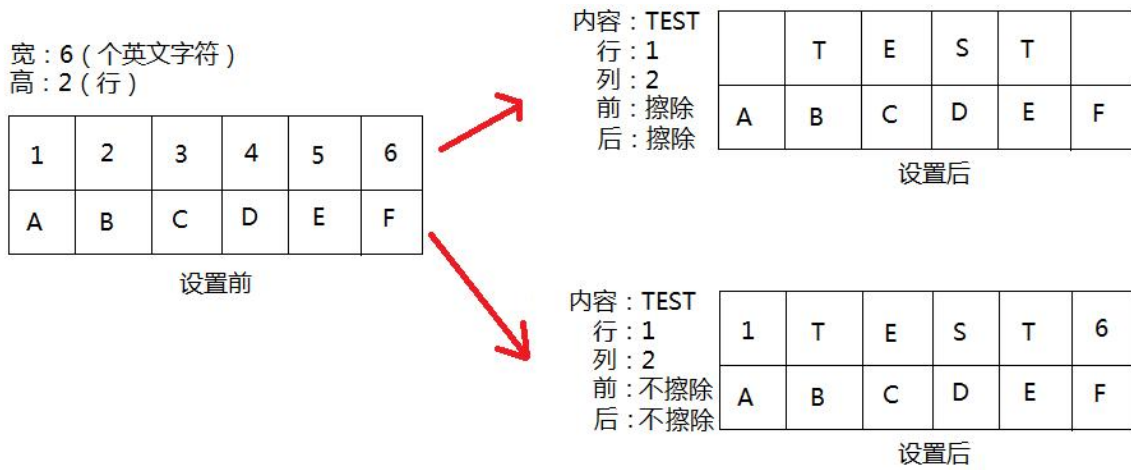 宽：6（个英文字符）
高：2（行）
1 2 3 4 5 6
A B C D E F
设置前
内容：TEST
行：1
列：2
前：擦除
后：擦除
T E S T
A B C D E F
设置后
内容：TEST
行：1
列：2
前：不擦除
后：不擦除
1 T E S T 6
A B C D E F
设置后